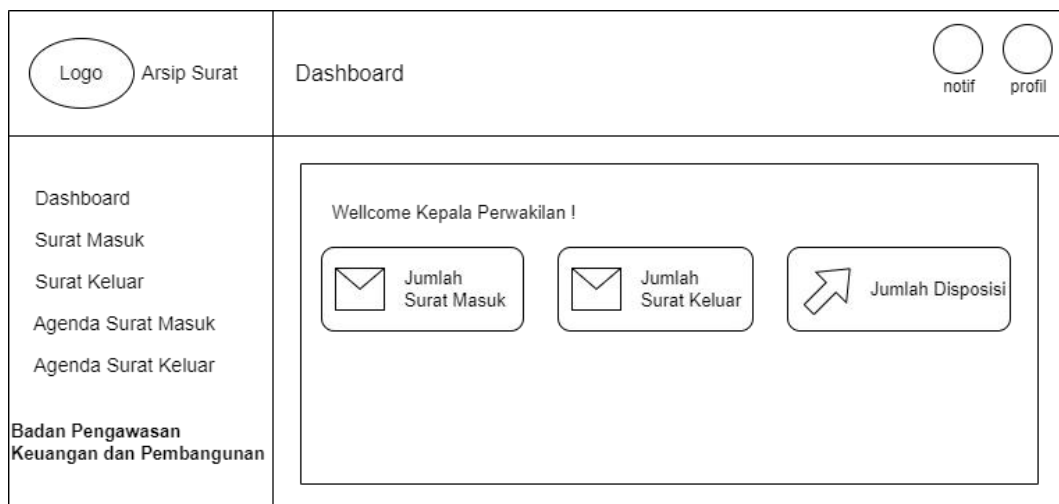 Logo
Arsip Surat
Dashboard
notif
profil
Dashboard
Surat Masuk
Surat Keluar
Agenda Surat Masuk
Agenda Surat Keluar
Badan Pengawasan
Keuangan dan Pembangunan
Wellcome Kepala Perwakilan !
Jumlah
Surat Masuk
Jumlah
Surat Keluar
Jumlah Disposisi